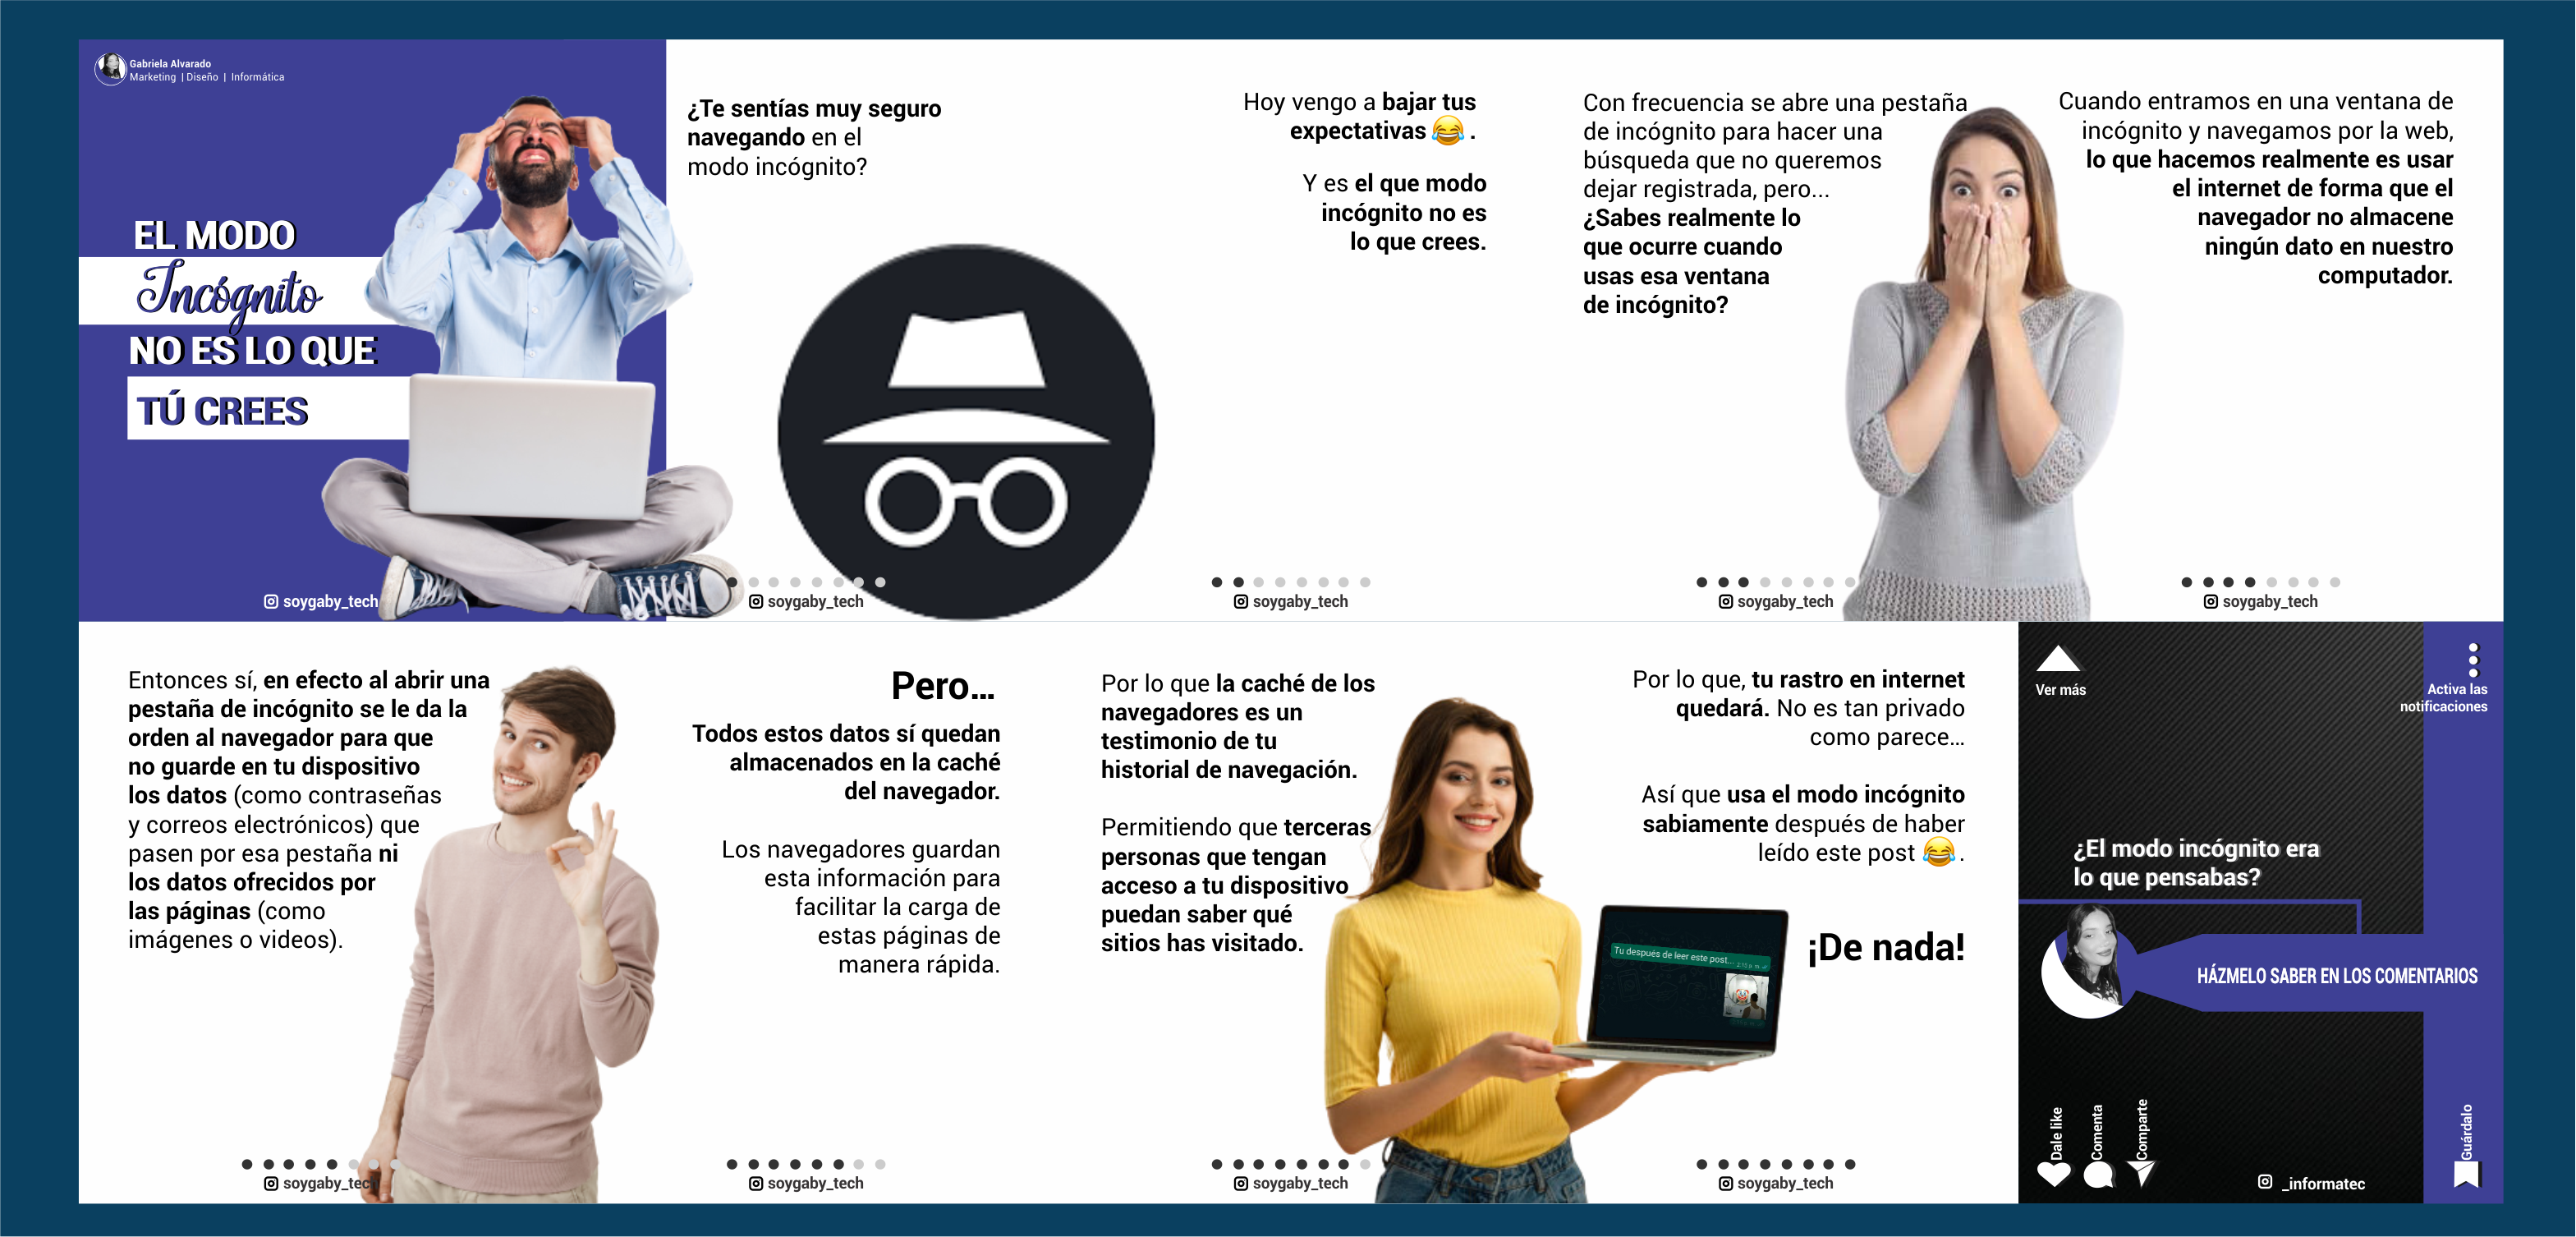 Gabriela Alvarado
Marketing | Diseño | Informática
EL MODO
Incógnito
NO ES LO QUE
TÚ CREES
soygaby_tech
¿Te sentías muy seguro
navegando en el
modo incógnito?
soygaby_tech
Hoy vengo a bajar tus
expectativas 😂 .
Y es el que modo
incógnito no es
lo que crees.
soygaby_tech
Con frecuencia se abre una pestaña
de incógnito para hacer una
búsqueda que no queremos
dejar registrada, pero...
¿Sabes realmente lo
que ocurre cuando
usas esa ventana
de incógnito?
soygaby_tech
Cuando entramos en una ventana de
incógnito y navegamos por la web,
lo que hacemos realmente es usar
el internet de forma que el
navegador no almacene
ningún dato en nuestro
computador.
soygaby_tech
Entonces sí, en efecto al abrir una
pestaña de incógnito se le da la
orden al navegador para que
no guarde en tu dispositivo
los datos (como contraseñas
y correos electrónicos) que
pasen por esa pestaña ni
los datos ofrecidos por
las páginas (como
imágenes o videos).
soygaby_tech
Pero...
Todos estos datos sí quedan
almacenados en la caché
del navegador.
Los navegadores guardan
esta información para
facilitar la carga de
estas páginas de
manera rápida.
soygaby_tech
Por lo que la caché de los
navegadores es un
testimonio de tu
historial de navegación.
Permitiendo que terceras
personas que tengan
acceso a tu dispositivo
puedan saber qué
sitios has visitado.
soygaby_tech
Por lo que, tu rastro en internet
quedará. No es tan privado
como parece...
Así que usa el modo incógnito
sabiamente después de haber
leído este post 😂 .
Tu después de leer este post...
¡De nada!
soygaby_tech
Ver más
Activa las
notificaciones
¿El modo incógnito era
lo que pensabas?
HÁZMELO SABER EN LOS COMENTARIOS
Dale like
Comenta
Comparte
Guárdalo
_informatec